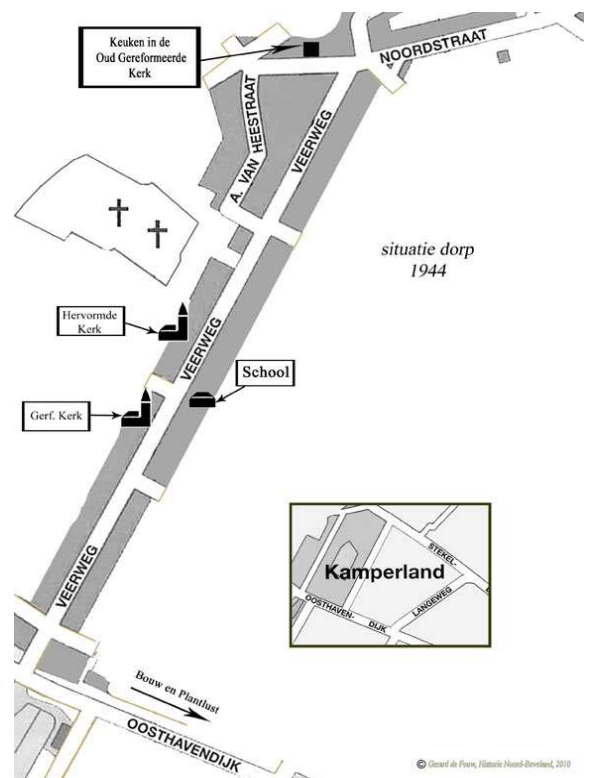 Keuken in de
Oud Gereformeerde
Kerk
NOORDSTRAAT
A. VAN HEESTRAAT
VEERWEG
situatie dorp
1944
Hervormde
Kerk
VEERWEG
School
Gerf. Kerk
Kamperland
STEKEL-
LANGEWEG
OOSTHAVEN-
DIJK
VEERWEG
Bouw en Plantlust
OOSTHAVENDIJK
© Gerard de Fouw, Historie Noord-Beveland, 2010